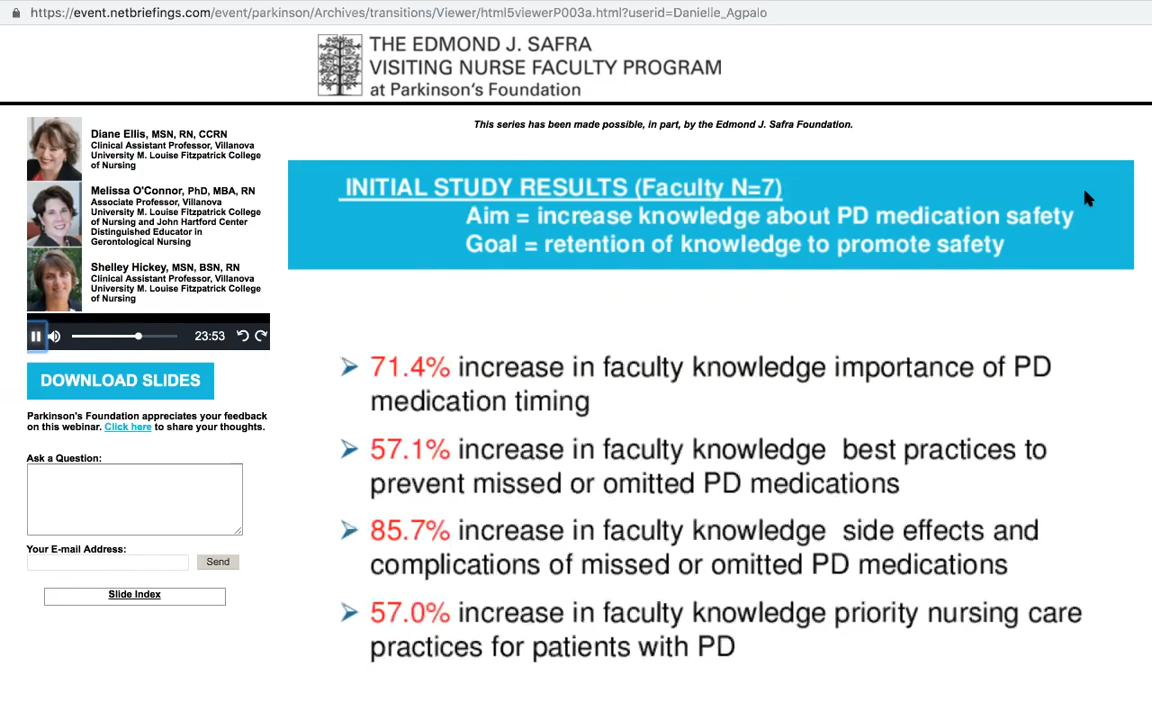 https://event.netbriefings.com/event/parkinson/Archives/transitions/Viewer/html5viewerP003a.html?userid=Danielle_Agpalo
THE EDMOND J. SAFRA
VISITING NURSE FACULTY PROGRAM
at Parkinson's Foundation
This series has been made possible, in part, by the Edmond J. Safra Foundation.
Diane Ellis, MSN, RN, CCRN
Clinical Assistant Professor, Villanova
University M. Louise Fitzpatrick College
of Nursing
Melissa O'Connor, PhD, MBA, RN
Associate Professor, Villanova
University M. Louise Fitzpatrick College
of Nursing and John Hartford Center
Distinguished Educator in
Gerontological Nursing
Shelley Hickey, MSN, BSN, RN
Clinical Assistant Professor, Villanova
University M. Louise Fitzpatrick College
of Nursing
23:53
DOWNLOAD SLIDES
Parkinson's Foundation appreciates your feedback
on this webinar. Click here to share your thoughts.
Ask a Question:
Your E-mail Address:
Send
Slide Index
INITIAL STUDY RESULTS (Faculty N=7)
Aim = increase knowledge about PD medication safety
Goal = retention of knowledge to promote safety
71.4% increase in faculty knowledge importance of PD
medication timing
57.1% increase in faculty knowledge best practices to
prevent missed or omitted PD medications
85.7% increase in faculty knowledge side effects and
complications of missed or omitted PD medications
57.0% increase in faculty knowledge priority nursing care
practices for patients with PD